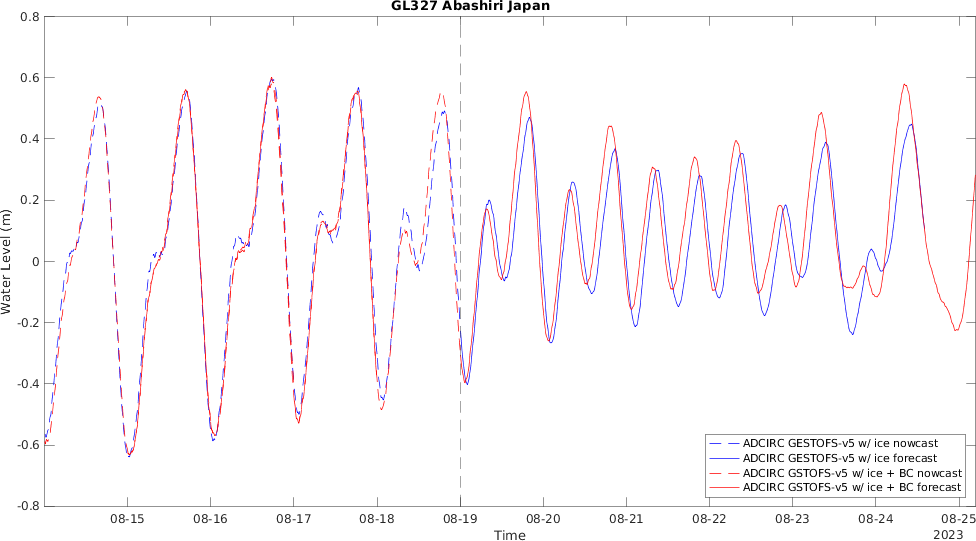 GL327 Abashiri Japan
0.8
0.6
0.4
0.2
0
-0.2
-0.4
-0.6
-0.8
Water Level (m)
ADCIRC GESTOFS-v5 w/ ice nowcast
ADCIRC GESTOFS-v5 w/ ice forecast
ADCIRC GSTOFS-v5 w/ ice + BC nowcast
ADCIRC GSTOFS-v5 w/ ice + BC forecast
08-15 08-16 08-17 08-18 08-19 08-20 08-21 08-22 08-23 08-24 08-25
Time
2023